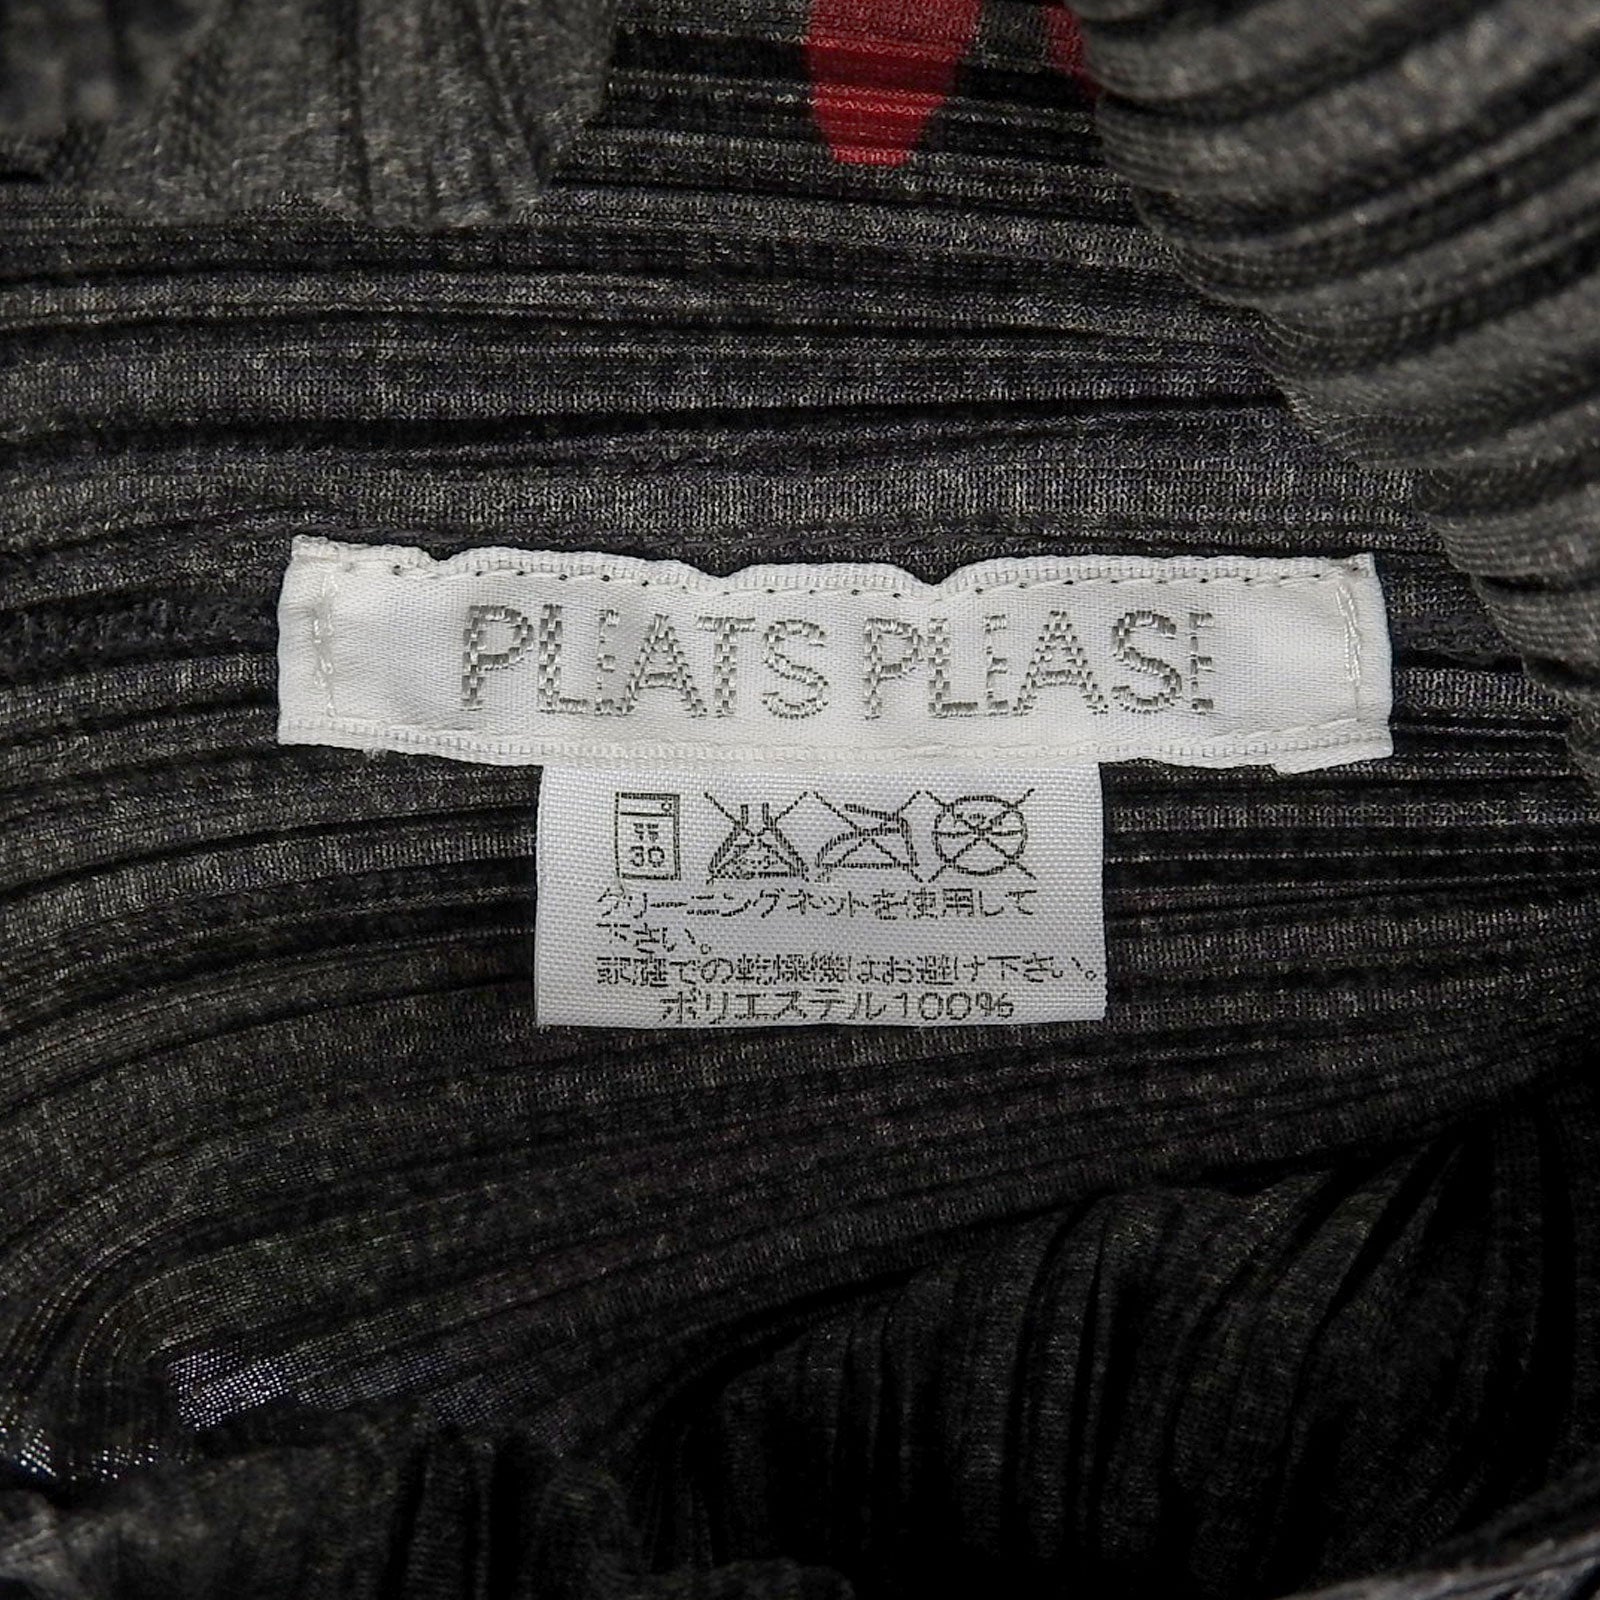 PLEATS PLEASE
弱
30
クリーニングネットを使用して
下さい。
家庭での乾燥機はお避け下さい。
ポリエステル100%